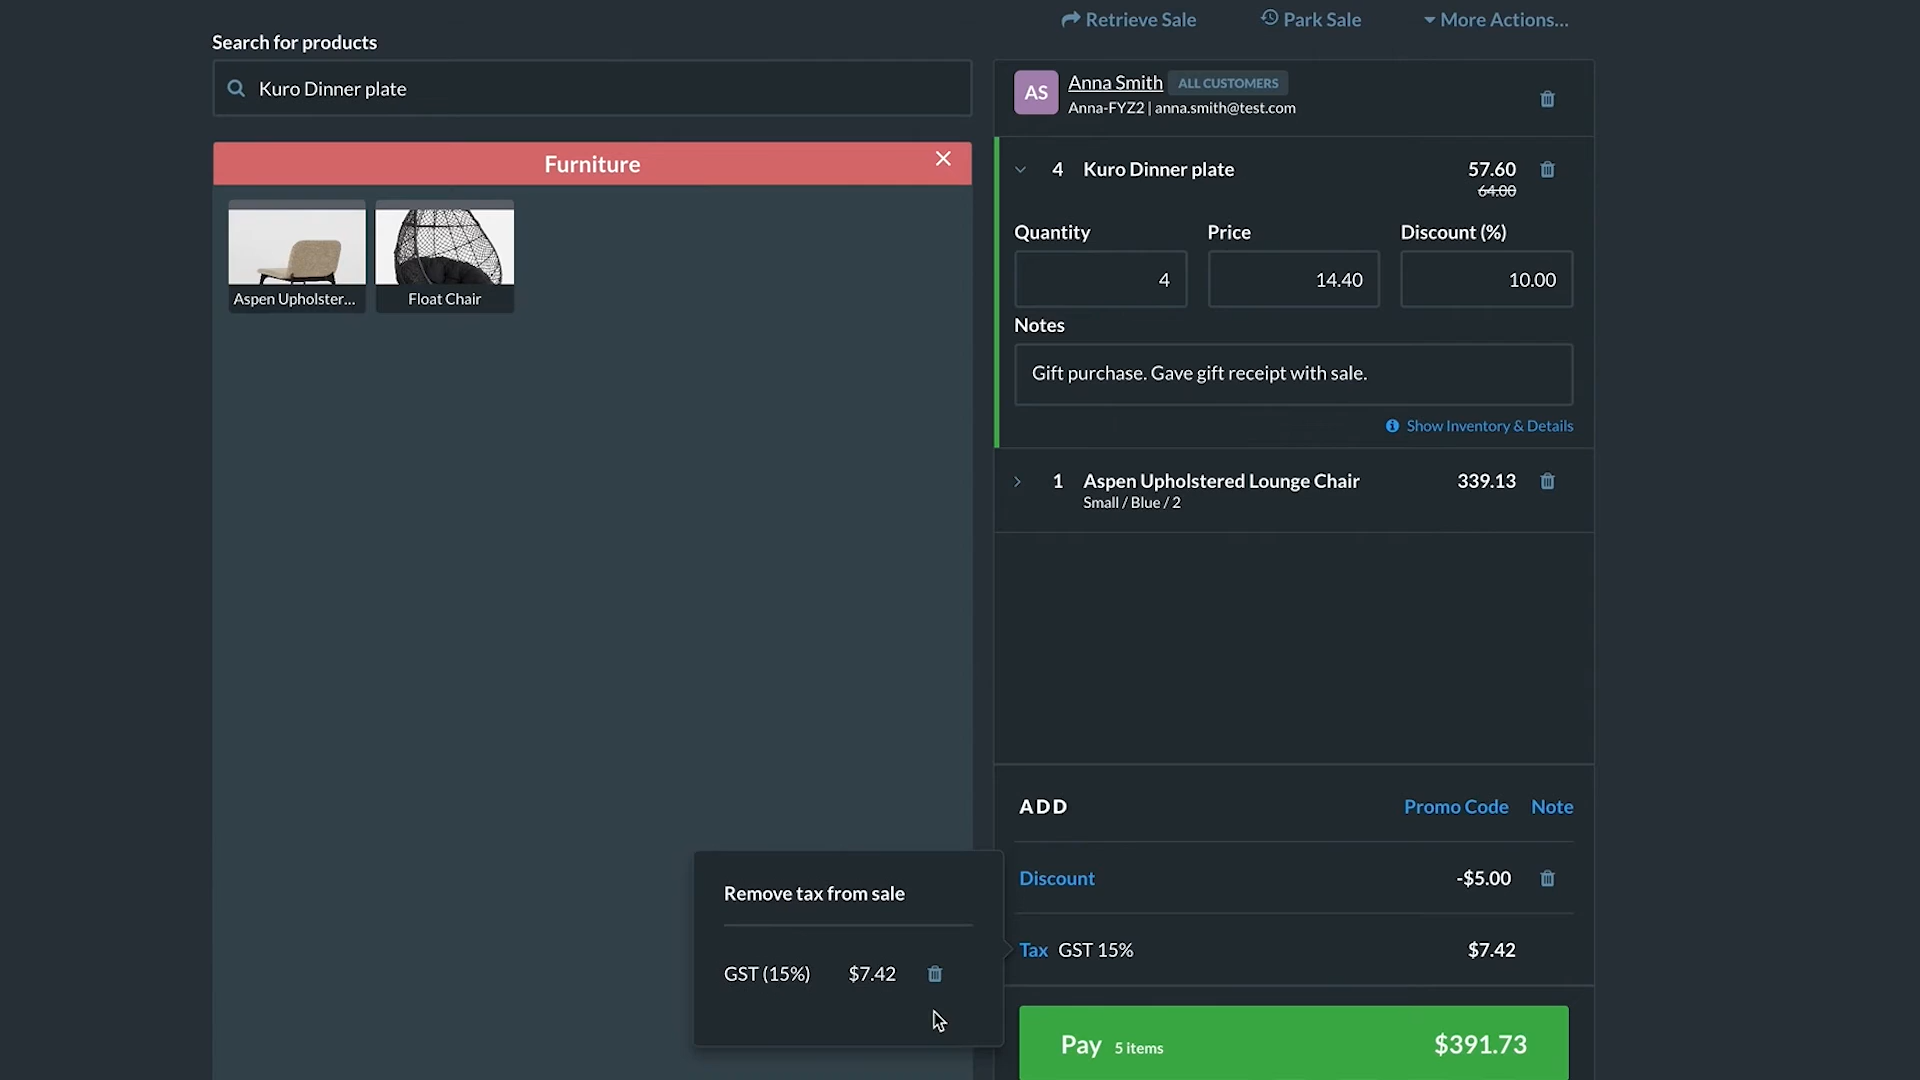 Retrieve Sale
Park Sale
More Actions...
Search for products
Kuro Dinner plate
Furniture
Aspen Upholster...
Float Chair
AS
Anna Smith
ALL CUSTOMERS
Anna-FYZ2 | anna.smith@test.com
4 Kuro Dinner plate 57.60
64.00
Quantity
Price
Discount (%)
4
14.40
10.00
Notes
Gift purchase. Gave gift receipt with sale.
Show Inventory & Details
1 Aspen Upholstered Lounge Chair 339.13
Small / Blue / 2
ADD
Promo Code
Note
Discount -$5.00
Tax GST 15% $7.42
Remove tax from sale
GST (15%) $7.42
Pay 5 items $391.73